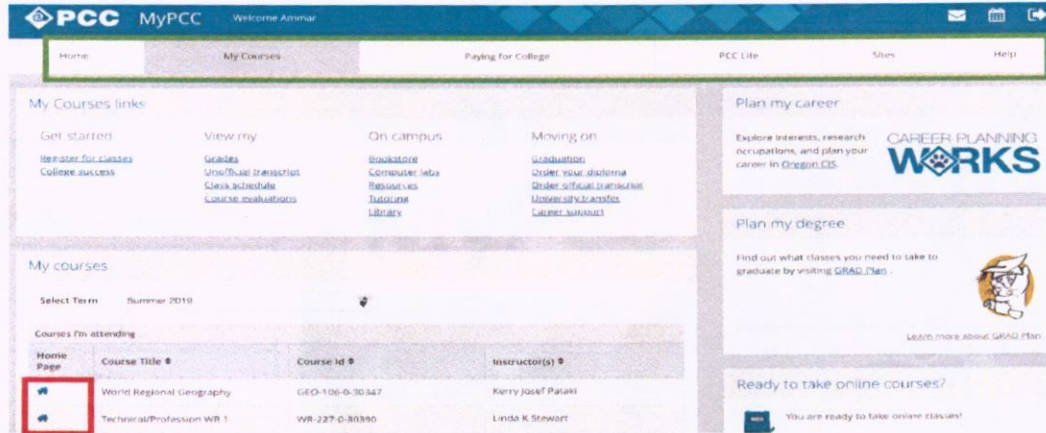 PCC MyPCC Welcome Ammar
Home My Courses Paying for College PCC Life Sites Help
My Courses links
Get started View my On campus Moving on
Register for classes Grades Bookstore Graduation
College success Unofficial transcript Computer labs Order your diploma
Class schedule Resources Order official transcript
Course evaluations Tutoring University transfer
Library Career support
My courses
Select Term Summer 2019
Courses I'm attending
Home Page Course Title Course Id Instructor(s)
World Regional Geography GEO-106-0-30347 Kerry Josef Pataki
Technical/Profession WR 1 WR-227-0-30390 Linda K Stewart
Plan my career
Explore interests, research
occupations, and plan your
career in Oregon CIS.
CAREER PLANNING
WORKS
Plan my degree
Find out what classes you need to take to
graduate by visiting GRAD Plan .
Learn more about GRAD Plan
Ready to take online courses?
You are ready to take online classes!